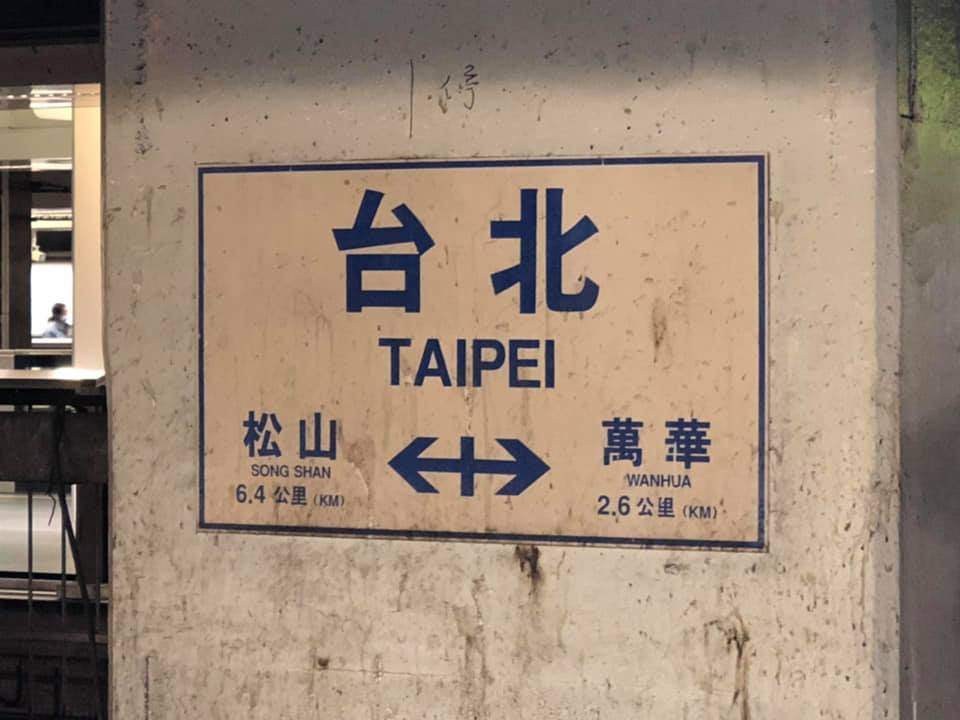 停
台北
TAIPEI
松山
SONG SHAN
6.4 公里 (KM)
萬華
WANHUA
2.6 公里 (KM)